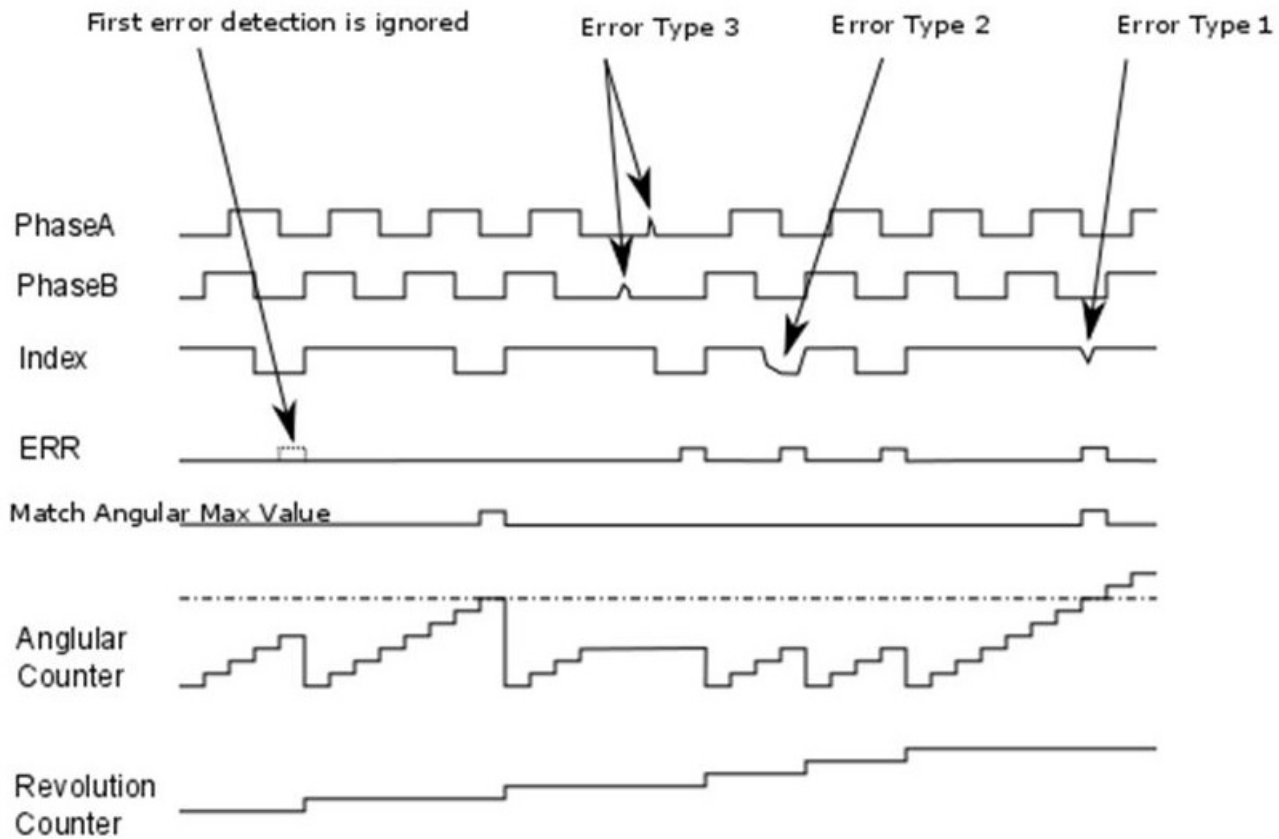 First error detection is ignored
Error Type 3
Error Type 2
Error Type 1
PhaseA
PhaseB
Index
ERR
Match Angular Max Value
Anglular
Counter
Revolution
Counter